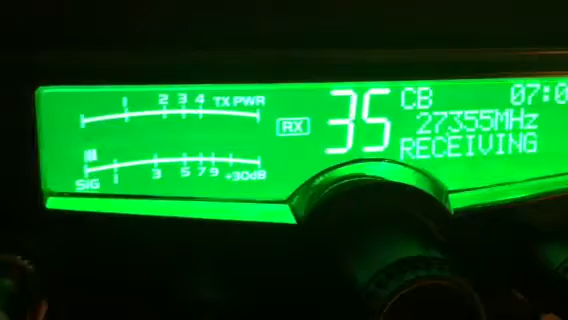 1 2 3 4 TX PWR
RX
35
CB 07:0
27355MHz
RECEIVING
SIG 1 3 5 7 9 +30dB